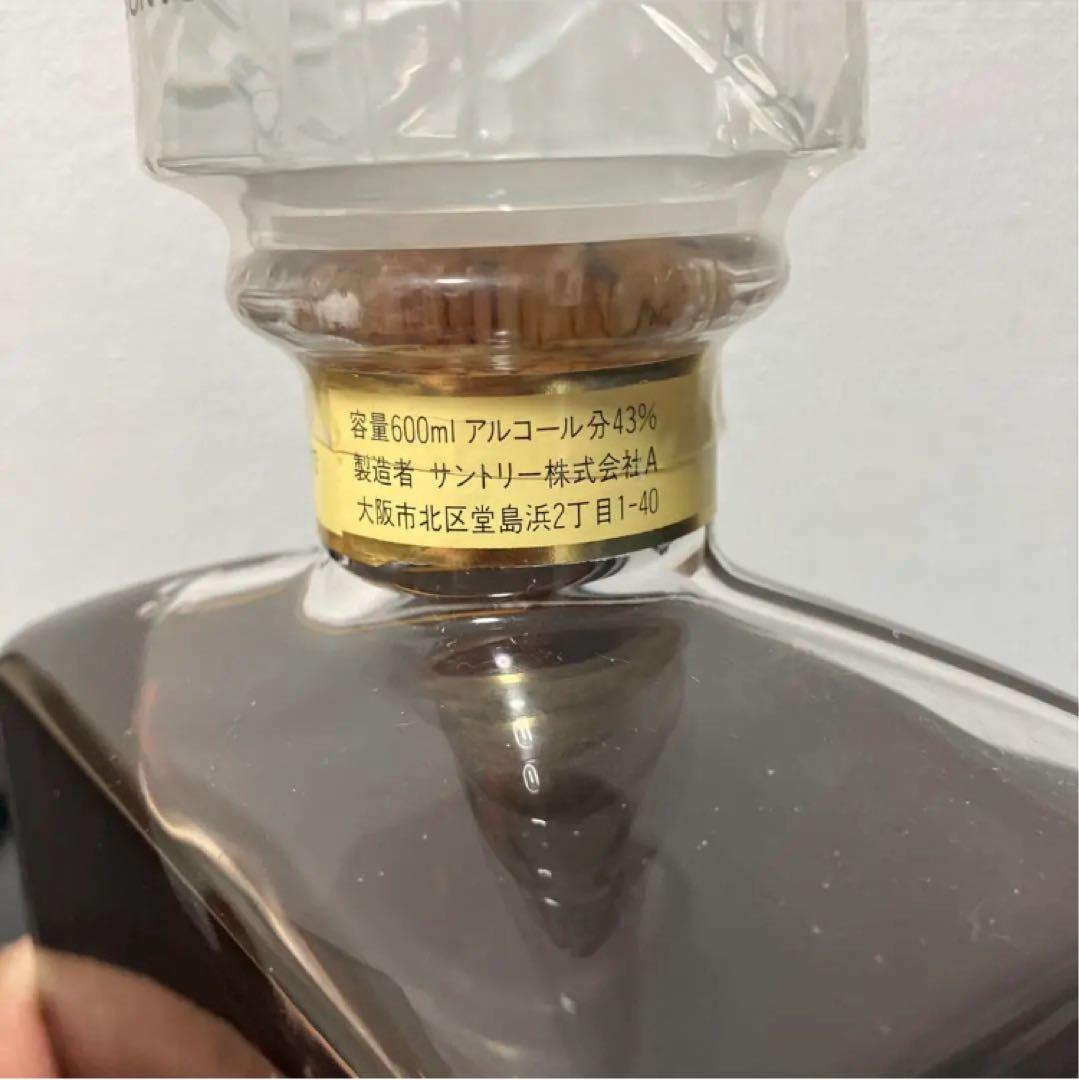 容量600ml アルコール分43%
製造者 サントリー株式会社A
大阪市北区堂島浜2丁目1-40